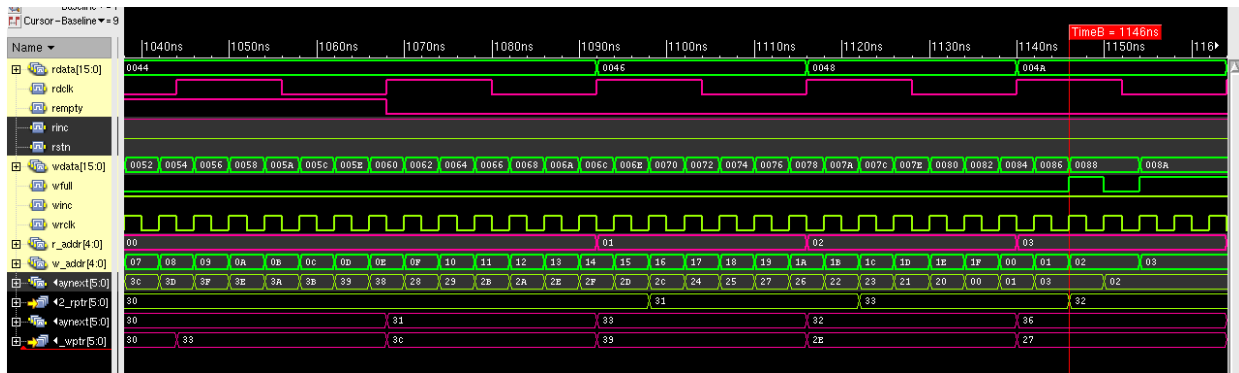 Cursor-Baseline▼= 9
TimeB = 1146ns
Name ▼ 1040ns 1050ns 1060ns 1070ns 1080ns 1090ns 1100ns 1110ns 1120ns 1130ns 1140ns 1150ns 116
rdata[15:0] 0044 0046 0048 004A
rdclk
rempty
rinc
rstn
wdata[15:0] 0052 0054 0056 0058 005A 005C 005E 0060 0062 0064 0066 0068 006A 006C 006E 0070 0072 0074 0076 0078 007A 007C 007E 0080 0082 0084 0086 0088 008A
wfull
winc
wrclk
r_addr[4:0] 00 01 02 03
w_addr[4:0] 07 08 09 0A 0B 0C 0D 0E 0F 10 11 12 13 14 15 16 17 18 19 1A 1B 1C 1D 1E 1F 00 01 02 03
aynext[5:0] 3C 3D 3F 3E 3A 3B 39 38 28 29 2B 2A 2E 2F 2D 2C 24 25 27 26 22 23 21 20 00 01 03 02
2_rptr[5:0] 30 31 33 32
aynext[5:0] 30 31 33 32 36
_wptr[5:0] 30 33 3C 39 2E 27